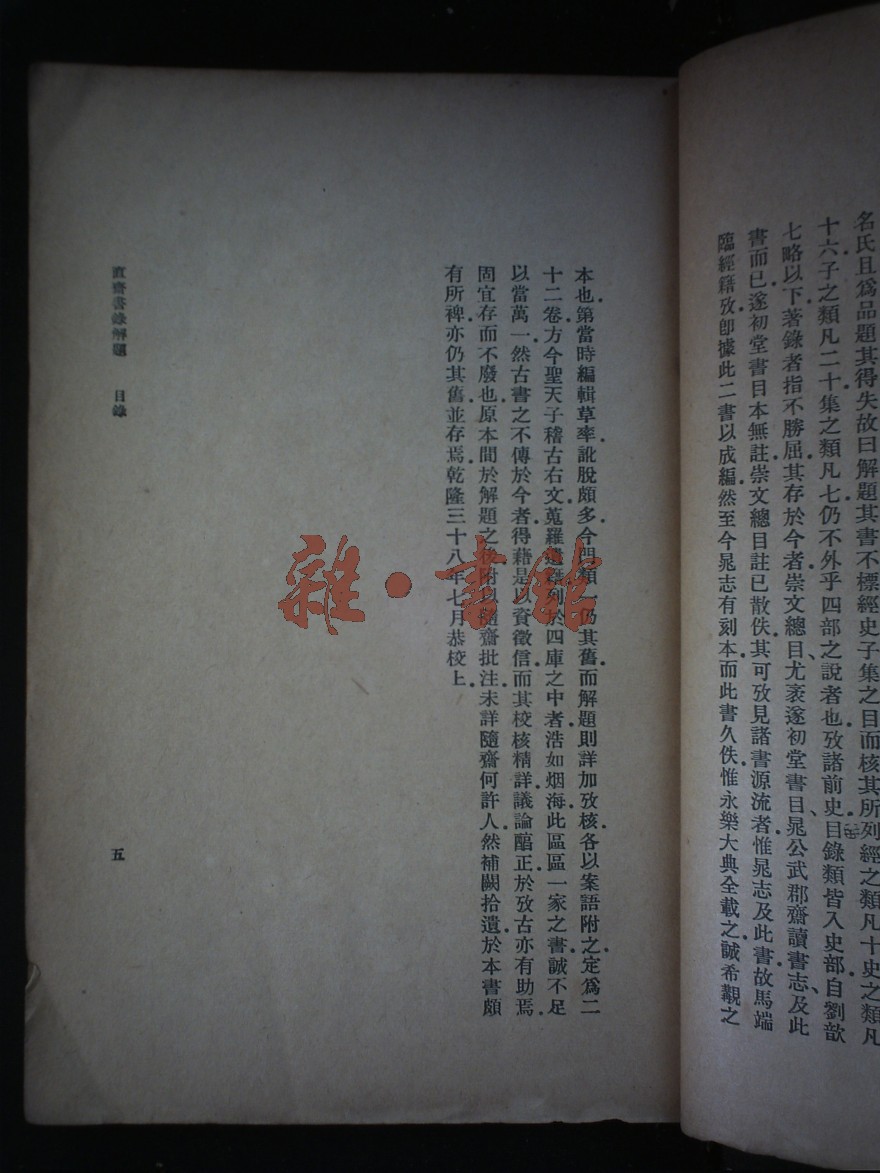 名氏且爲品題其得失故曰解題其書不標經史子集之目而核其所列經之類凡十史之類凡
十六子之類凡二十集之類凡七仍不外乎四部之說者也攷諸前史目錄類皆入史部自劉歆
七略以下著錄者指不勝屈其存於今者崇文總目、尤袤遂初堂書目、晁公武郡齋讀書志及此
書而已遂初堂書目本無註崇文總目註已散佚其可攷見諸書源流者惟晁志及此書故馬端
臨經籍攷卽據此二書以成編然至今晁志有刻本而此書久佚惟永樂大典全載之誠希覯之
本也第當時編輯草率訛脫頗多今門類一仍其舊而解題則詳加攷核各以案語附之定爲二
十二卷方今聖天子稽古右文蒐羅遺籍列於四庫之中者浩如烟海此區區一家之書誠不足
以當萬一然古書之不傳於今者得藉是以資徵信而其校核精詳議論醇正於攷古亦有助焉
固宜存而不廢也原本間於解題之後附以隨齋批注未詳隨齋何許人然補闕拾遺於本書頗
有所裨亦仍其舊並存焉乾隆三十八年七月恭校上
直齋書錄解題 目錄
五
雜·書館